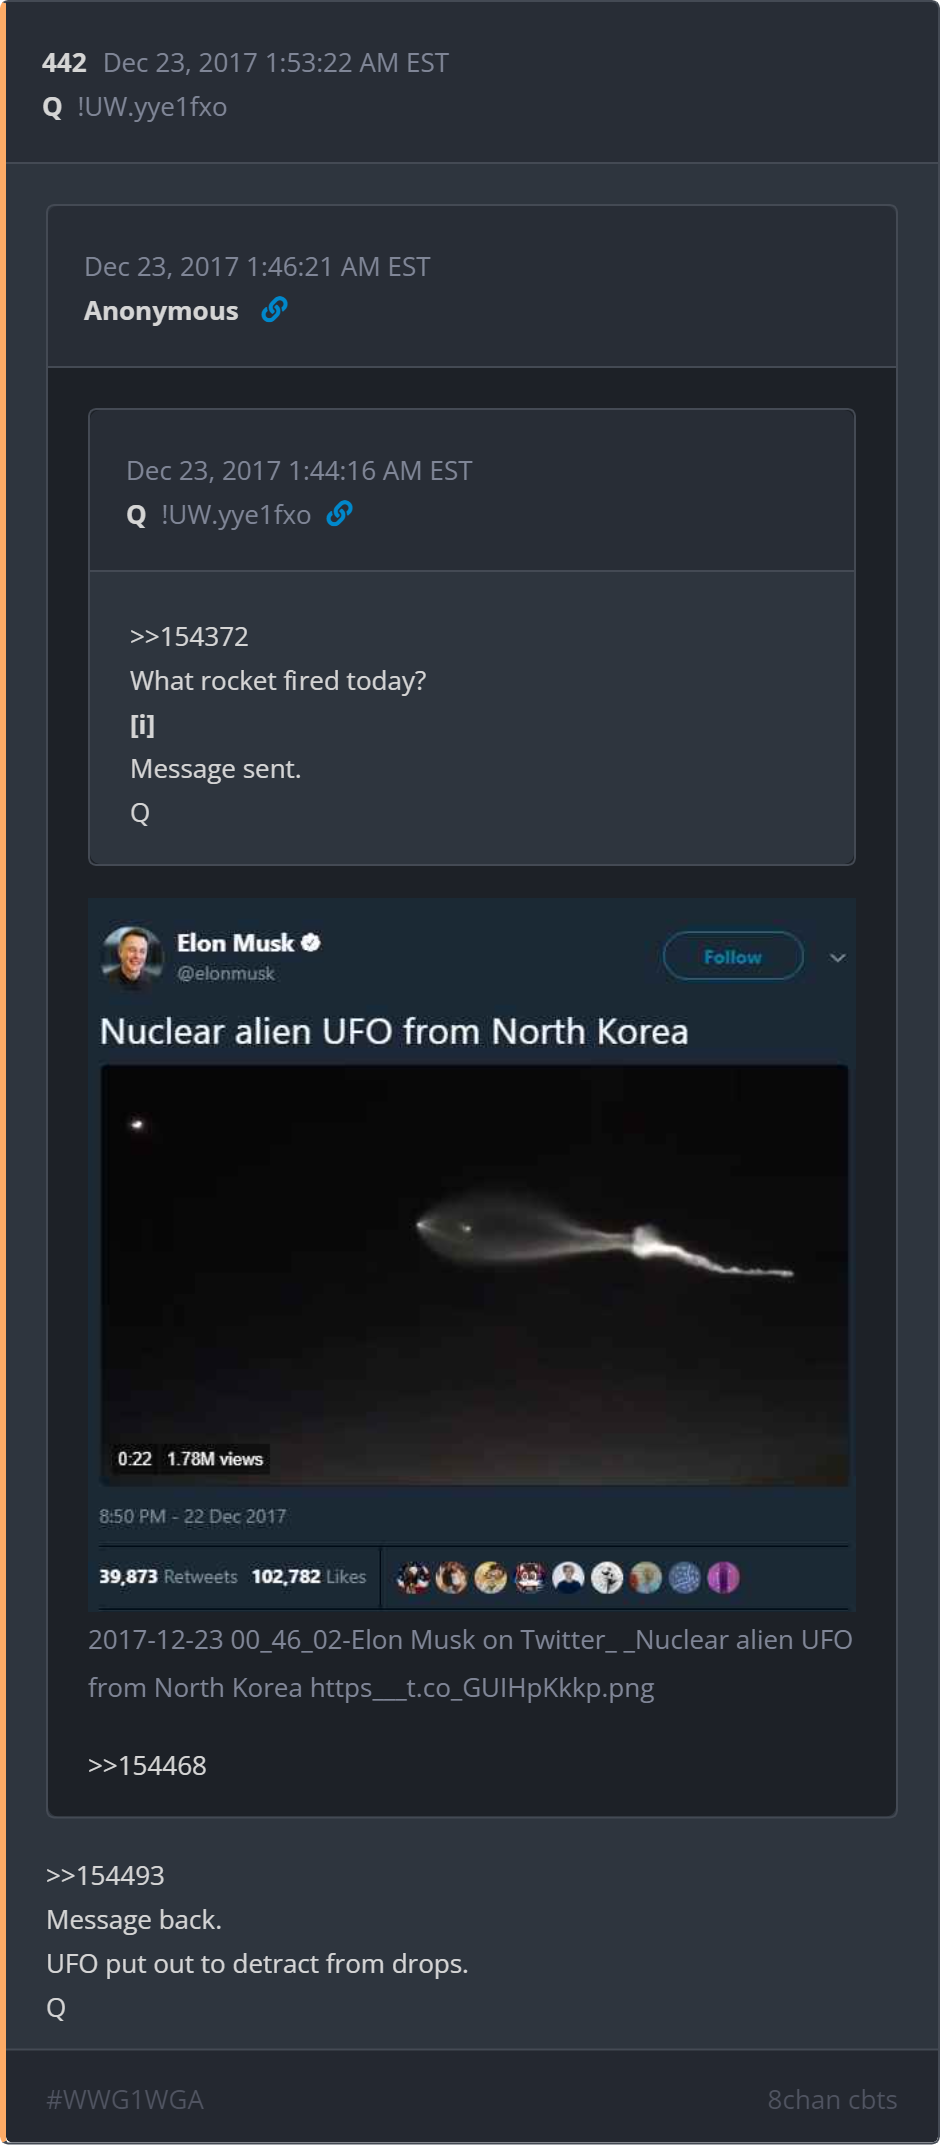 442 Dec 23, 2017 1:53:22 AM EST
Q !UW.yye1fxo
Dec 23, 2017 1:46:21 AM EST
Anonymous
Dec 23, 2017 1:44:16 AM EST
Q !UW.yye1fxo
>>154372
What rocket fired today?
[i]
Message sent.
Q
Elon Musk
@elonmusk
Follow
Nuclear alien UFO from North Korea
0:22 1.78M views
8:50 PM - 22 Dec 2017
39,873 Retweets 102,782 Likes
2017-12-23 00_46_02-Elon Musk on Twitter_ _Nuclear alien UFO
from North Korea https___t.co_GUIHpKkkp.png
>>154468
>>154493
Message back.
UFO put out to detract from drops.
Q
#WWG1WGA
8chan cbts